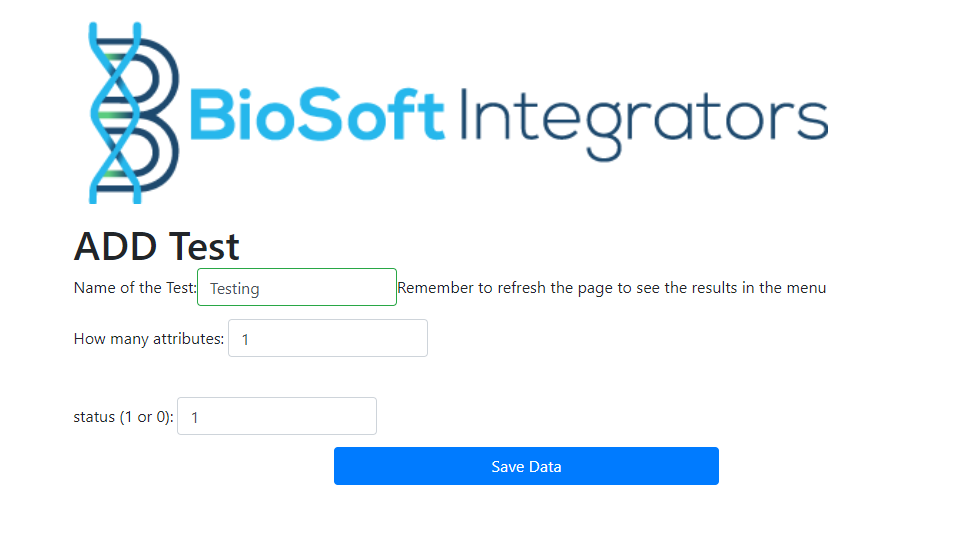 BioSoft Integrators
ADD Test
Name of the Test: Testing Remember to refresh the page to see the results in the menu
How many attributes: 1
status (1 or 0): 1
Save Data